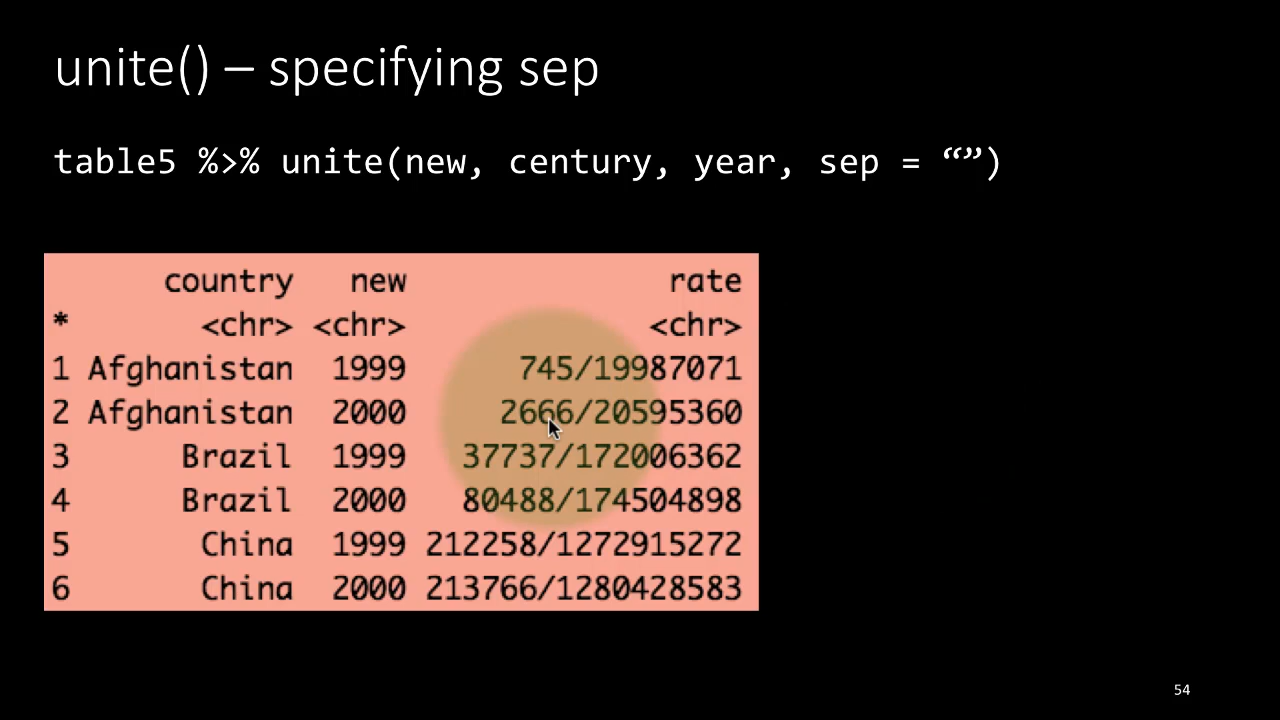 unite() – specifying sep
table5 %>% unite(new, century, year, sep = “”)
country new rate
* <chr> <chr> <chr>
1 Afghanistan 1999 745/19987071
2 Afghanistan 2000 2666/20595360
3 Brazil 1999 37737/172006362
4 Brazil 2000 80488/174504898
5 China 1999 212258/1272915272
6 China 2000 213766/1280428583
54